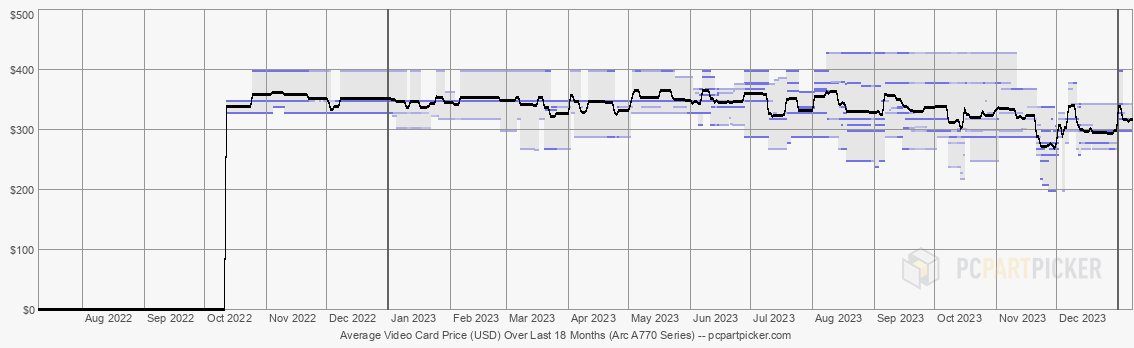 $500
$400
$300
$200
$100
$0
PCPARTPICKER
Aug 2022 Sep 2022 Oct 2022 Nov 2022 Dec 2022 Jan 2023 Feb 2023 Mar 2023 Apr 2023 May 2023 Jun 2023 Jul 2023 Aug 2023 Sep 2023 Oct 2023 Nov 2023 Dec 2023
Average Video Card Price (USD) Over Last 18 Months (Arc A770 Series) -- pcpartpicker.com